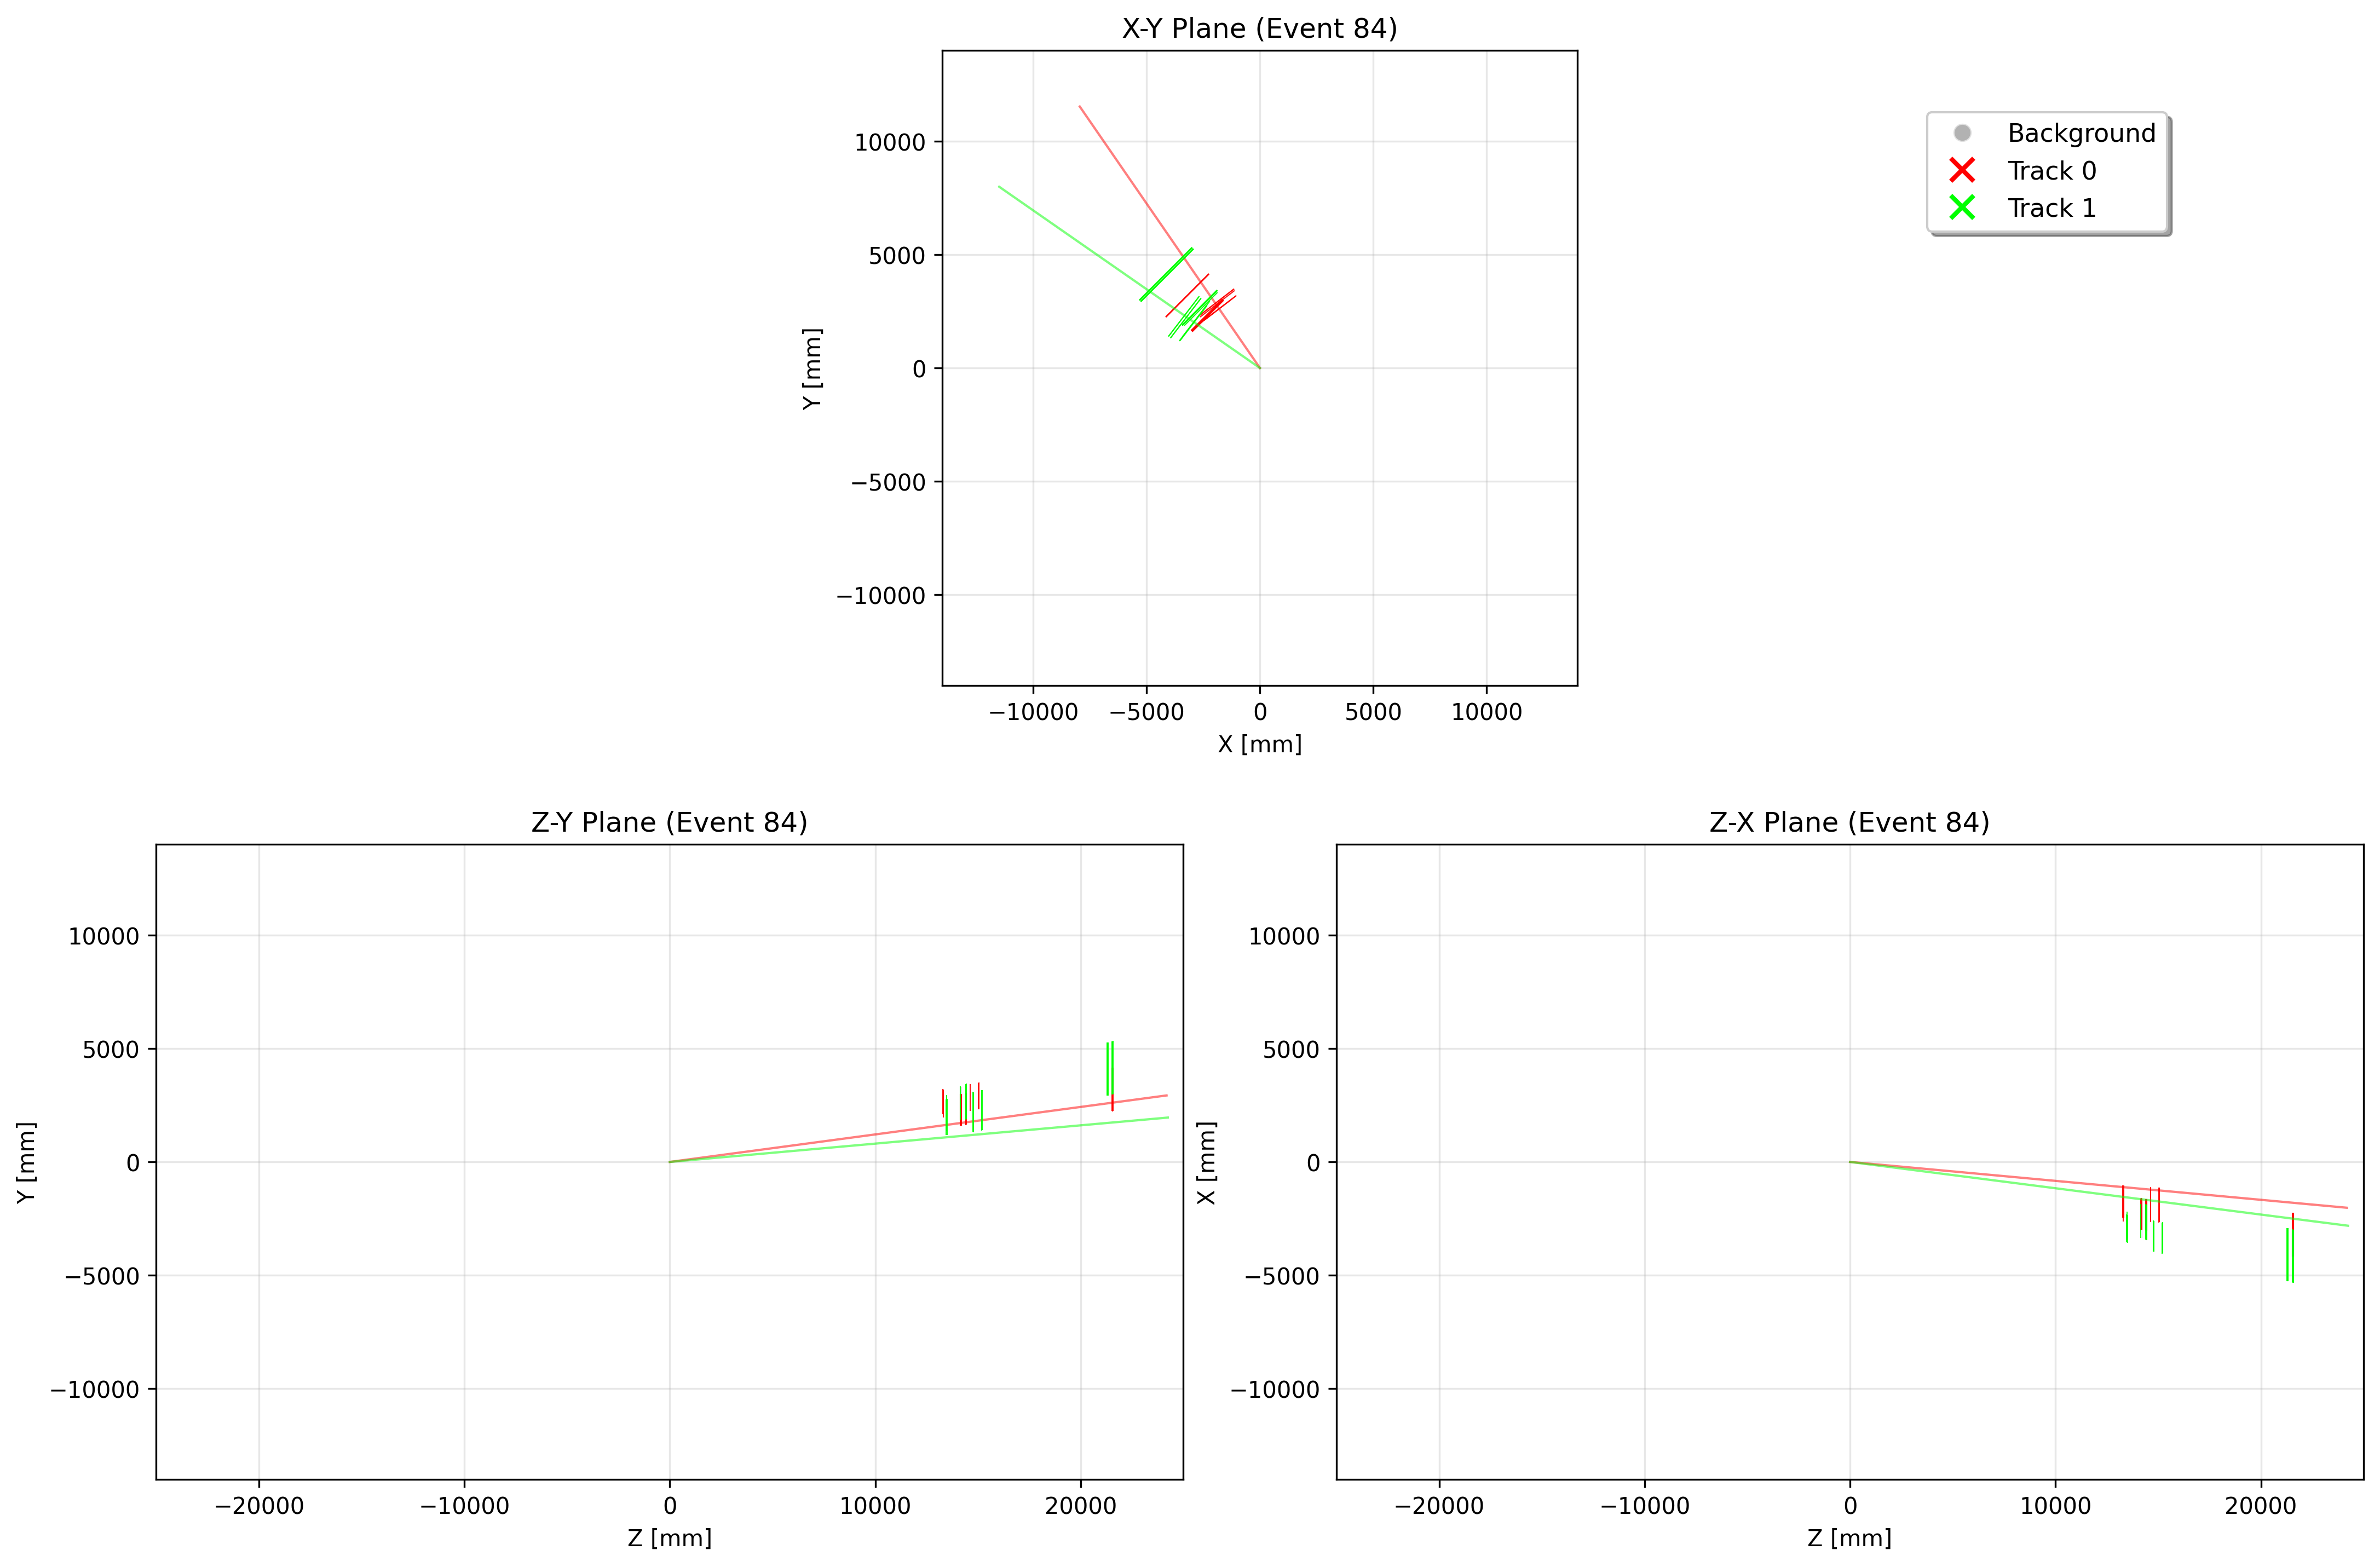 X-Y Plane (Event 84)
Background
Track 0
Track 1
10000
5000
0
−5000
−10000
Y [mm]
−10000 −5000 0 5000 10000
X [mm]
Z-Y Plane (Event 84)
10000
5000
0
−5000
−10000
Y [mm]
−20000 −10000 0 10000 20000
Z [mm]
Z-X Plane (Event 84)
10000
5000
0
−5000
−10000
X [mm]
−20000 −10000 0 10000 20000
Z [mm]